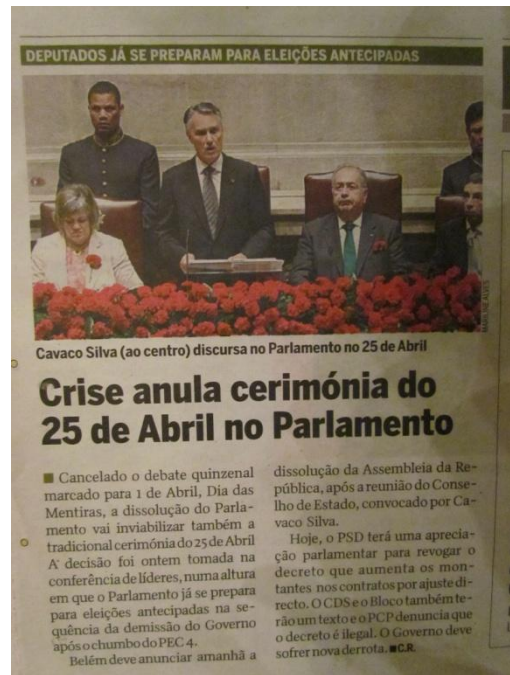 DEPUTADOS JÁ SE PREPARAM PARA ELEIÇÕES ANTECIPADAS
MARILINE ALVES
Cavaco Silva (ao centro) discursa no Parlamento no 25 de Abril
Crise anula cerimónia do
25 de Abril no Parlamento
■ Cancelado o debate quinzenal
marcado para 1 de Abril, Dia das
Mentiras, a dissolução do Parla-
mento vai inviabilizar também a
tradicional cerimónia do 25 de Abril
A decisão foi ontem tomada na
conferência de líderes, numa altura
em que o Parlamento já se prepara
para eleições antecipadas na se-
quência da demissão do Governo
após o chumbo do PEC 4.
Belém deve anunciar amanhã a
dissolução da Assembleia da Re-
pública, após a reunião do Conse-
lho de Estado, convocado por Ca-
vaco Silva.
Hoje, o PSD terá uma aprecia-
ção parlamentar para revogar o
decreto que aumenta os mon-
tantes nos contratos por ajuste di-
recto. O CDS e o Bloco também te-
rão um texto e o PCP denuncia que
o decreto é ilegal. O Governo deve
sofrer nova derrota. ■ C.R.